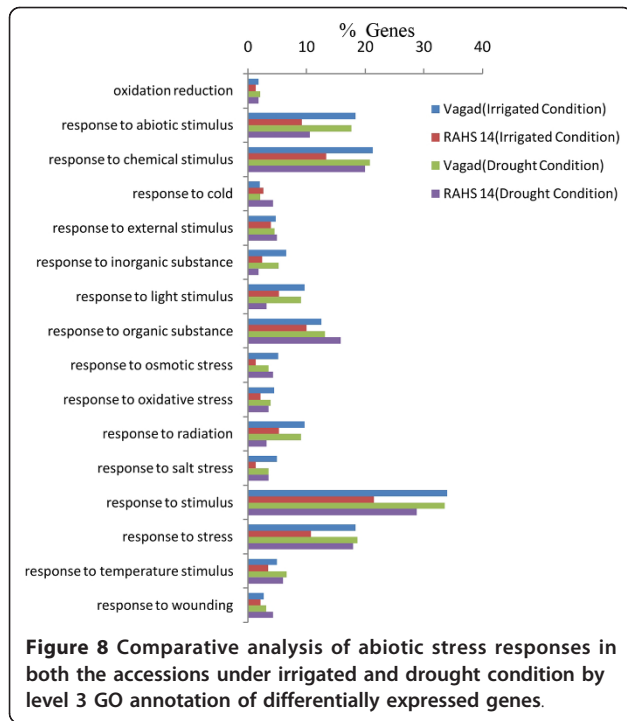 % Genes
0 10 20 30 40
oxidation reduction
response to abiotic stimulus
response to chemical stimulus
response to cold
response to external stimulus
response to inorganic substance
response to light stimulus
response to organic substance
response to osmotic stress
response to oxidative stress
response to radiation
response to salt stress
response to stimulus
response to stress
response to temperature stimulus
response to wounding
Vagad(Irrigated Condition)
RAHS 14(Irrigated Condition)
Vagad(Drought Condition)
RAHS 14(Drought Condition)
Figure 8 Comparative analysis of abiotic stress responses in
both the accessions under irrigated and drought condition by
level 3 GO annotation of differentially expressed genes.